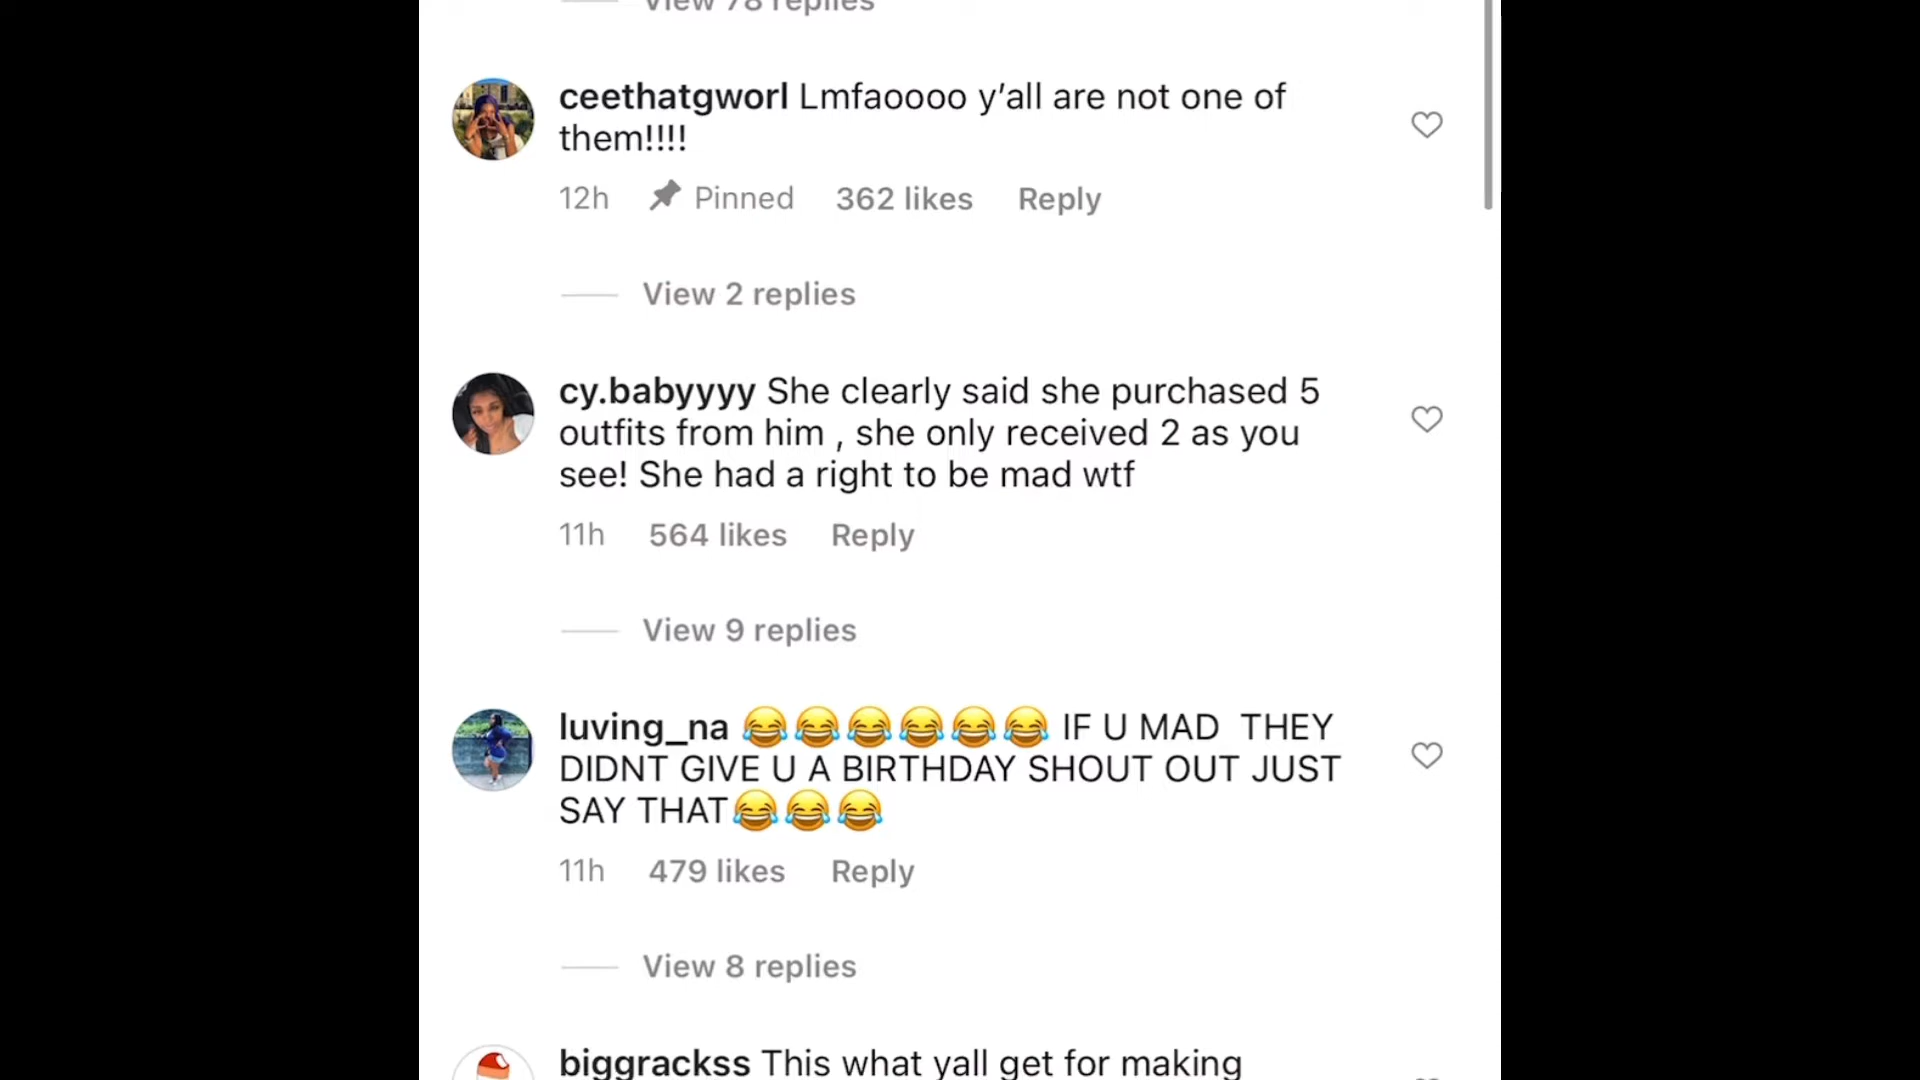 View 78 replies
ceethatgworl Lmfaoooo y’all are not one of
them!!!!
12h Pinned 362 likes Reply
View 2 replies
cy.babyyyy She clearly said she purchased 5
outfits from him , she only received 2 as you
see! She had a right to be mad wtf
11h 564 likes Reply
View 9 replies
luving_na 😂😂😂😂😂😂 IF U MAD  THEY
DIDNT GIVE U A BIRTHDAY SHOUT OUT JUST
SAY THAT😂😂😂
11h 479 likes Reply
View 8 replies
biggrackss This what yall get for making